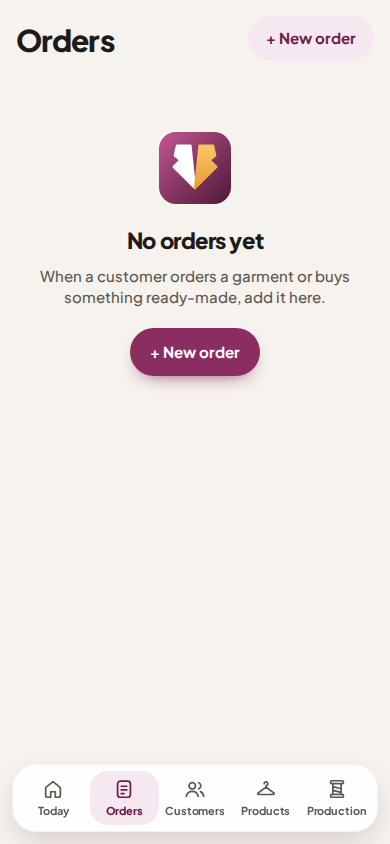 Orders
+ New order
No orders yet
When a customer orders a garment or buys
something ready-made, add it here.
+ New order
Today
Orders
Customers
Products
Production